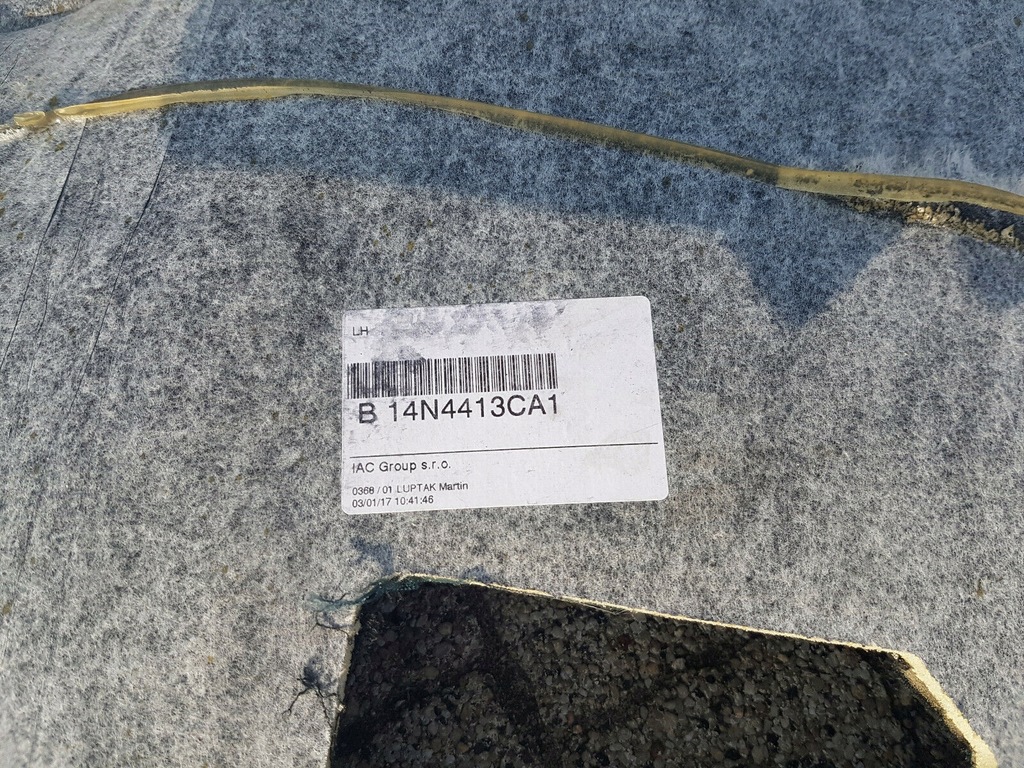 LH
B 14N4413CA1
IAC Group s.r.o.
0368 / 01 LUPTAK Martin
03/01/17 10:41:46